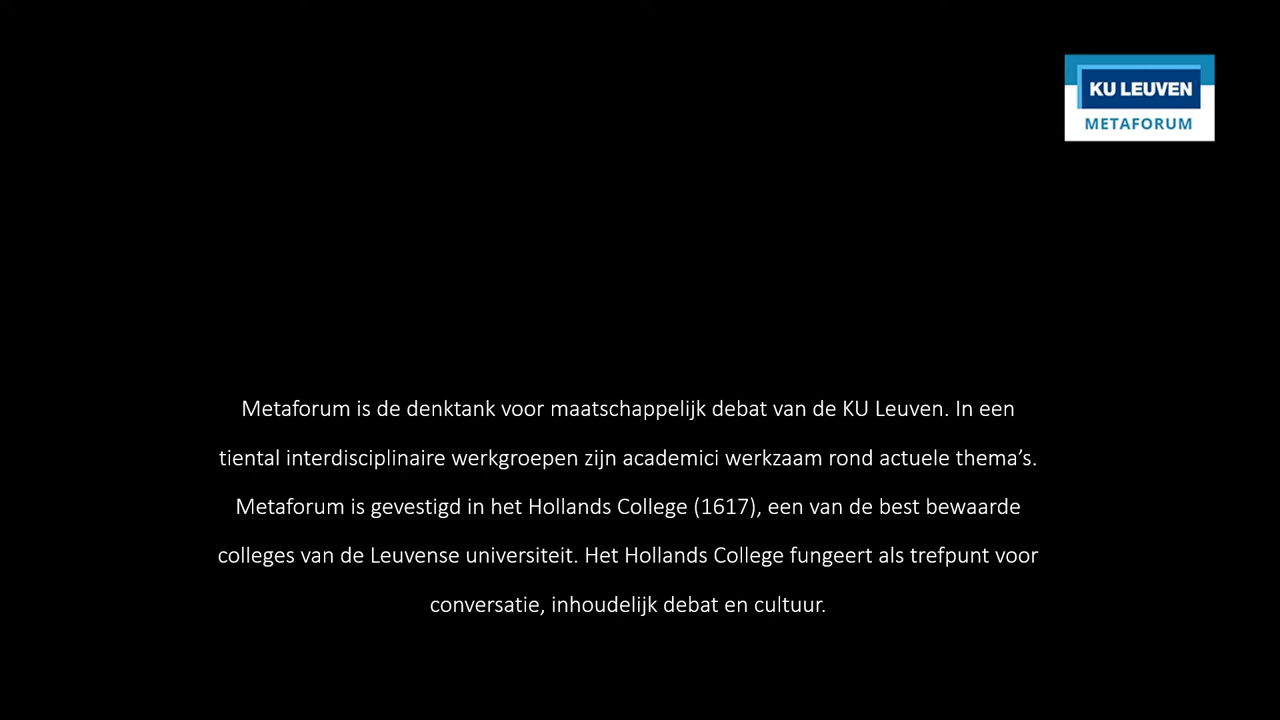 KU LEUVEN
METAFORUM
Metaforum is de denktank voor maatschappelijk debat van de KU Leuven. In een
tiental interdisciplinaire werkgroepen zijn academici werkzaam rond actuele thema’s.
Metaforum is gevestigd in het Hollands College (1617), een van de best bewaarde
colleges van de Leuvense universiteit. Het Hollands College fungeert als trefpunt voor
conversatie, inhoudelijk debat en cultuur.